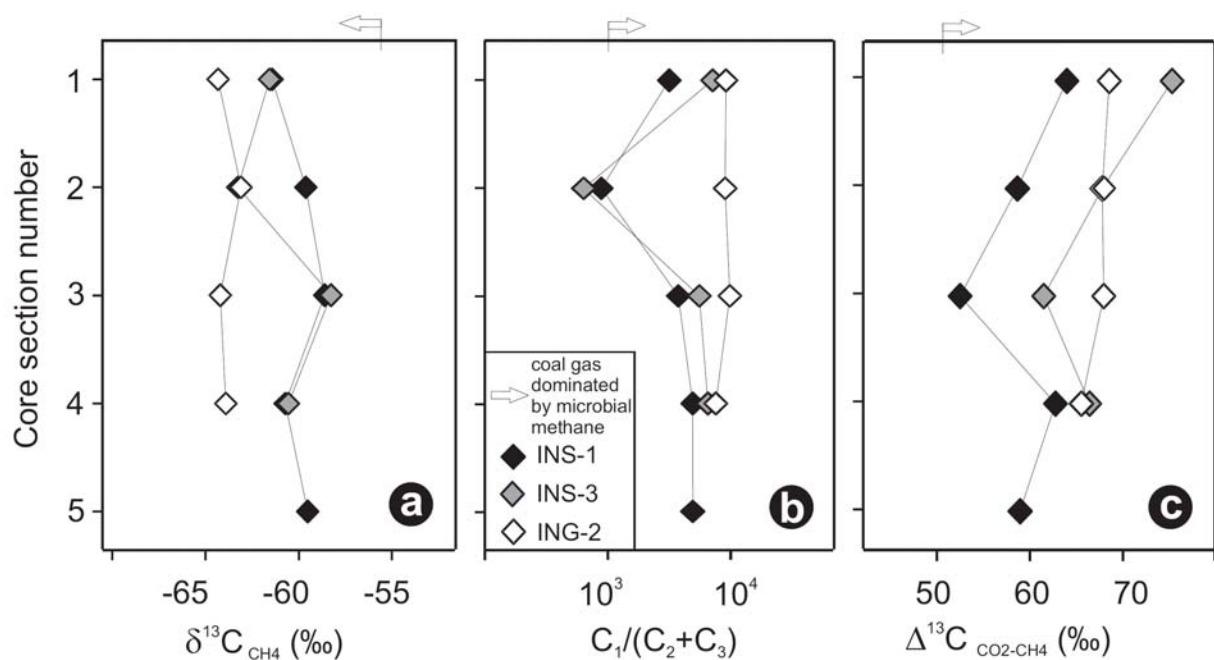 Core section number
1
2
3
4
5
a
-65 -60 -55
δ¹³C CH4 (‰)
coal gas
dominated
by microbial
methane
INS-1
INS-3
ING-2
b
10³ 10⁴
C₁/(C₂+C₃)
c
50 60 70
Δ¹³C CO2-CH4 (‰)